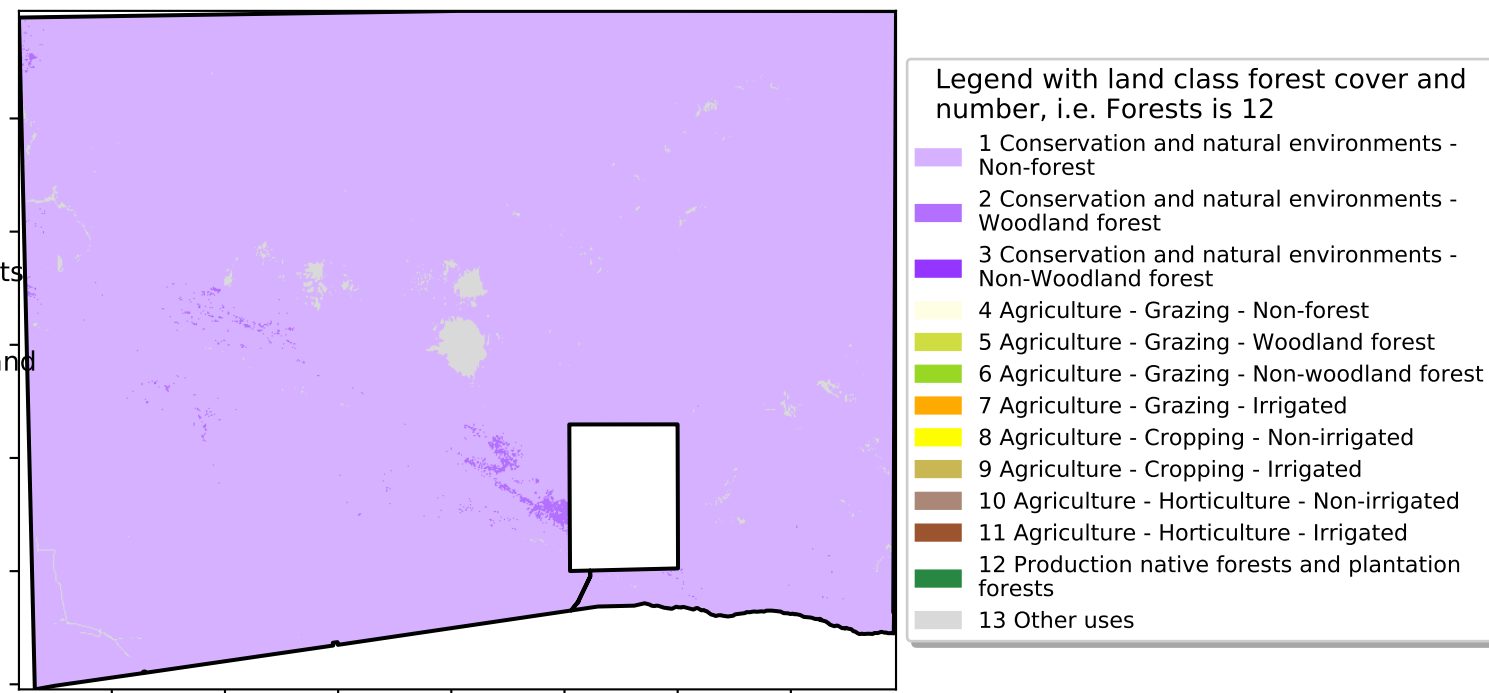 Legend with land class forest cover and
number, i.e. Forests is 12
1 Conservation and natural environments -
Non-forest
2 Conservation and natural environments -
Woodland forest
3 Conservation and natural environments -
Non-Woodland forest
4 Agriculture - Grazing - Non-forest
5 Agriculture - Grazing - Woodland forest
6 Agriculture - Grazing - Non-woodland forest
7 Agriculture - Grazing - Irrigated
8 Agriculture - Cropping - Non-irrigated
9 Agriculture - Cropping - Irrigated
10 Agriculture - Horticulture - Non-irrigated
11 Agriculture - Horticulture - Irrigated
12 Production native forests and plantation
forests
13 Other uses